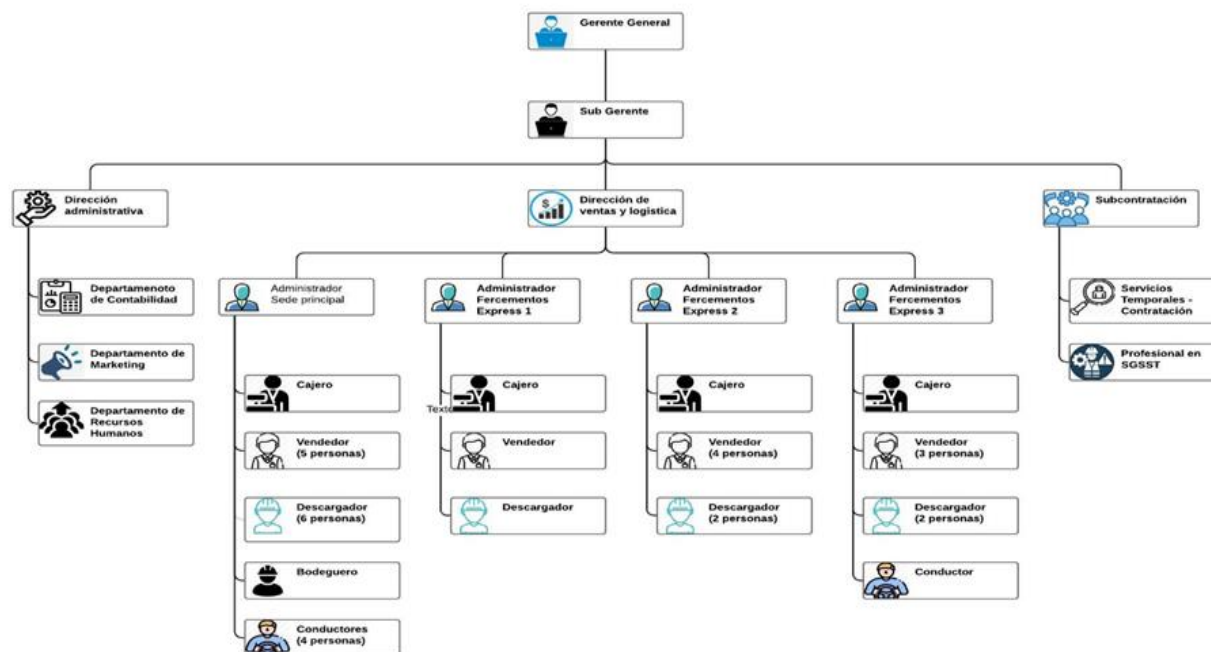 Gerente General
Sub Gerente
Dirección
administrativa
Dirección de
ventas y logistica
Subcontratación
Departamenoto
de Contabilidad
Departamento de
Marketing
Departamento de
Recursos
Humanos
Administrador
Sede principal
Cajero
Vendedor
(5 personas)
Descargador
(6 personas)
Bodeguero
Conductores
(4 personas)
Administrador
Fercementos
Express 1
Cajero
Texto
Vendedor
Descargador
Administrador
Fercementos
Express 2
Cajero
Vendedor
(4 personas)
Descargador
(2 personas)
Administrador
Fercementos
Express 3
Cajero
Vendedor
(3 personas)
Descargador
(2 personas)
Conductor
Servicios
Temporales -
Contratación
Profesional en
SGSST